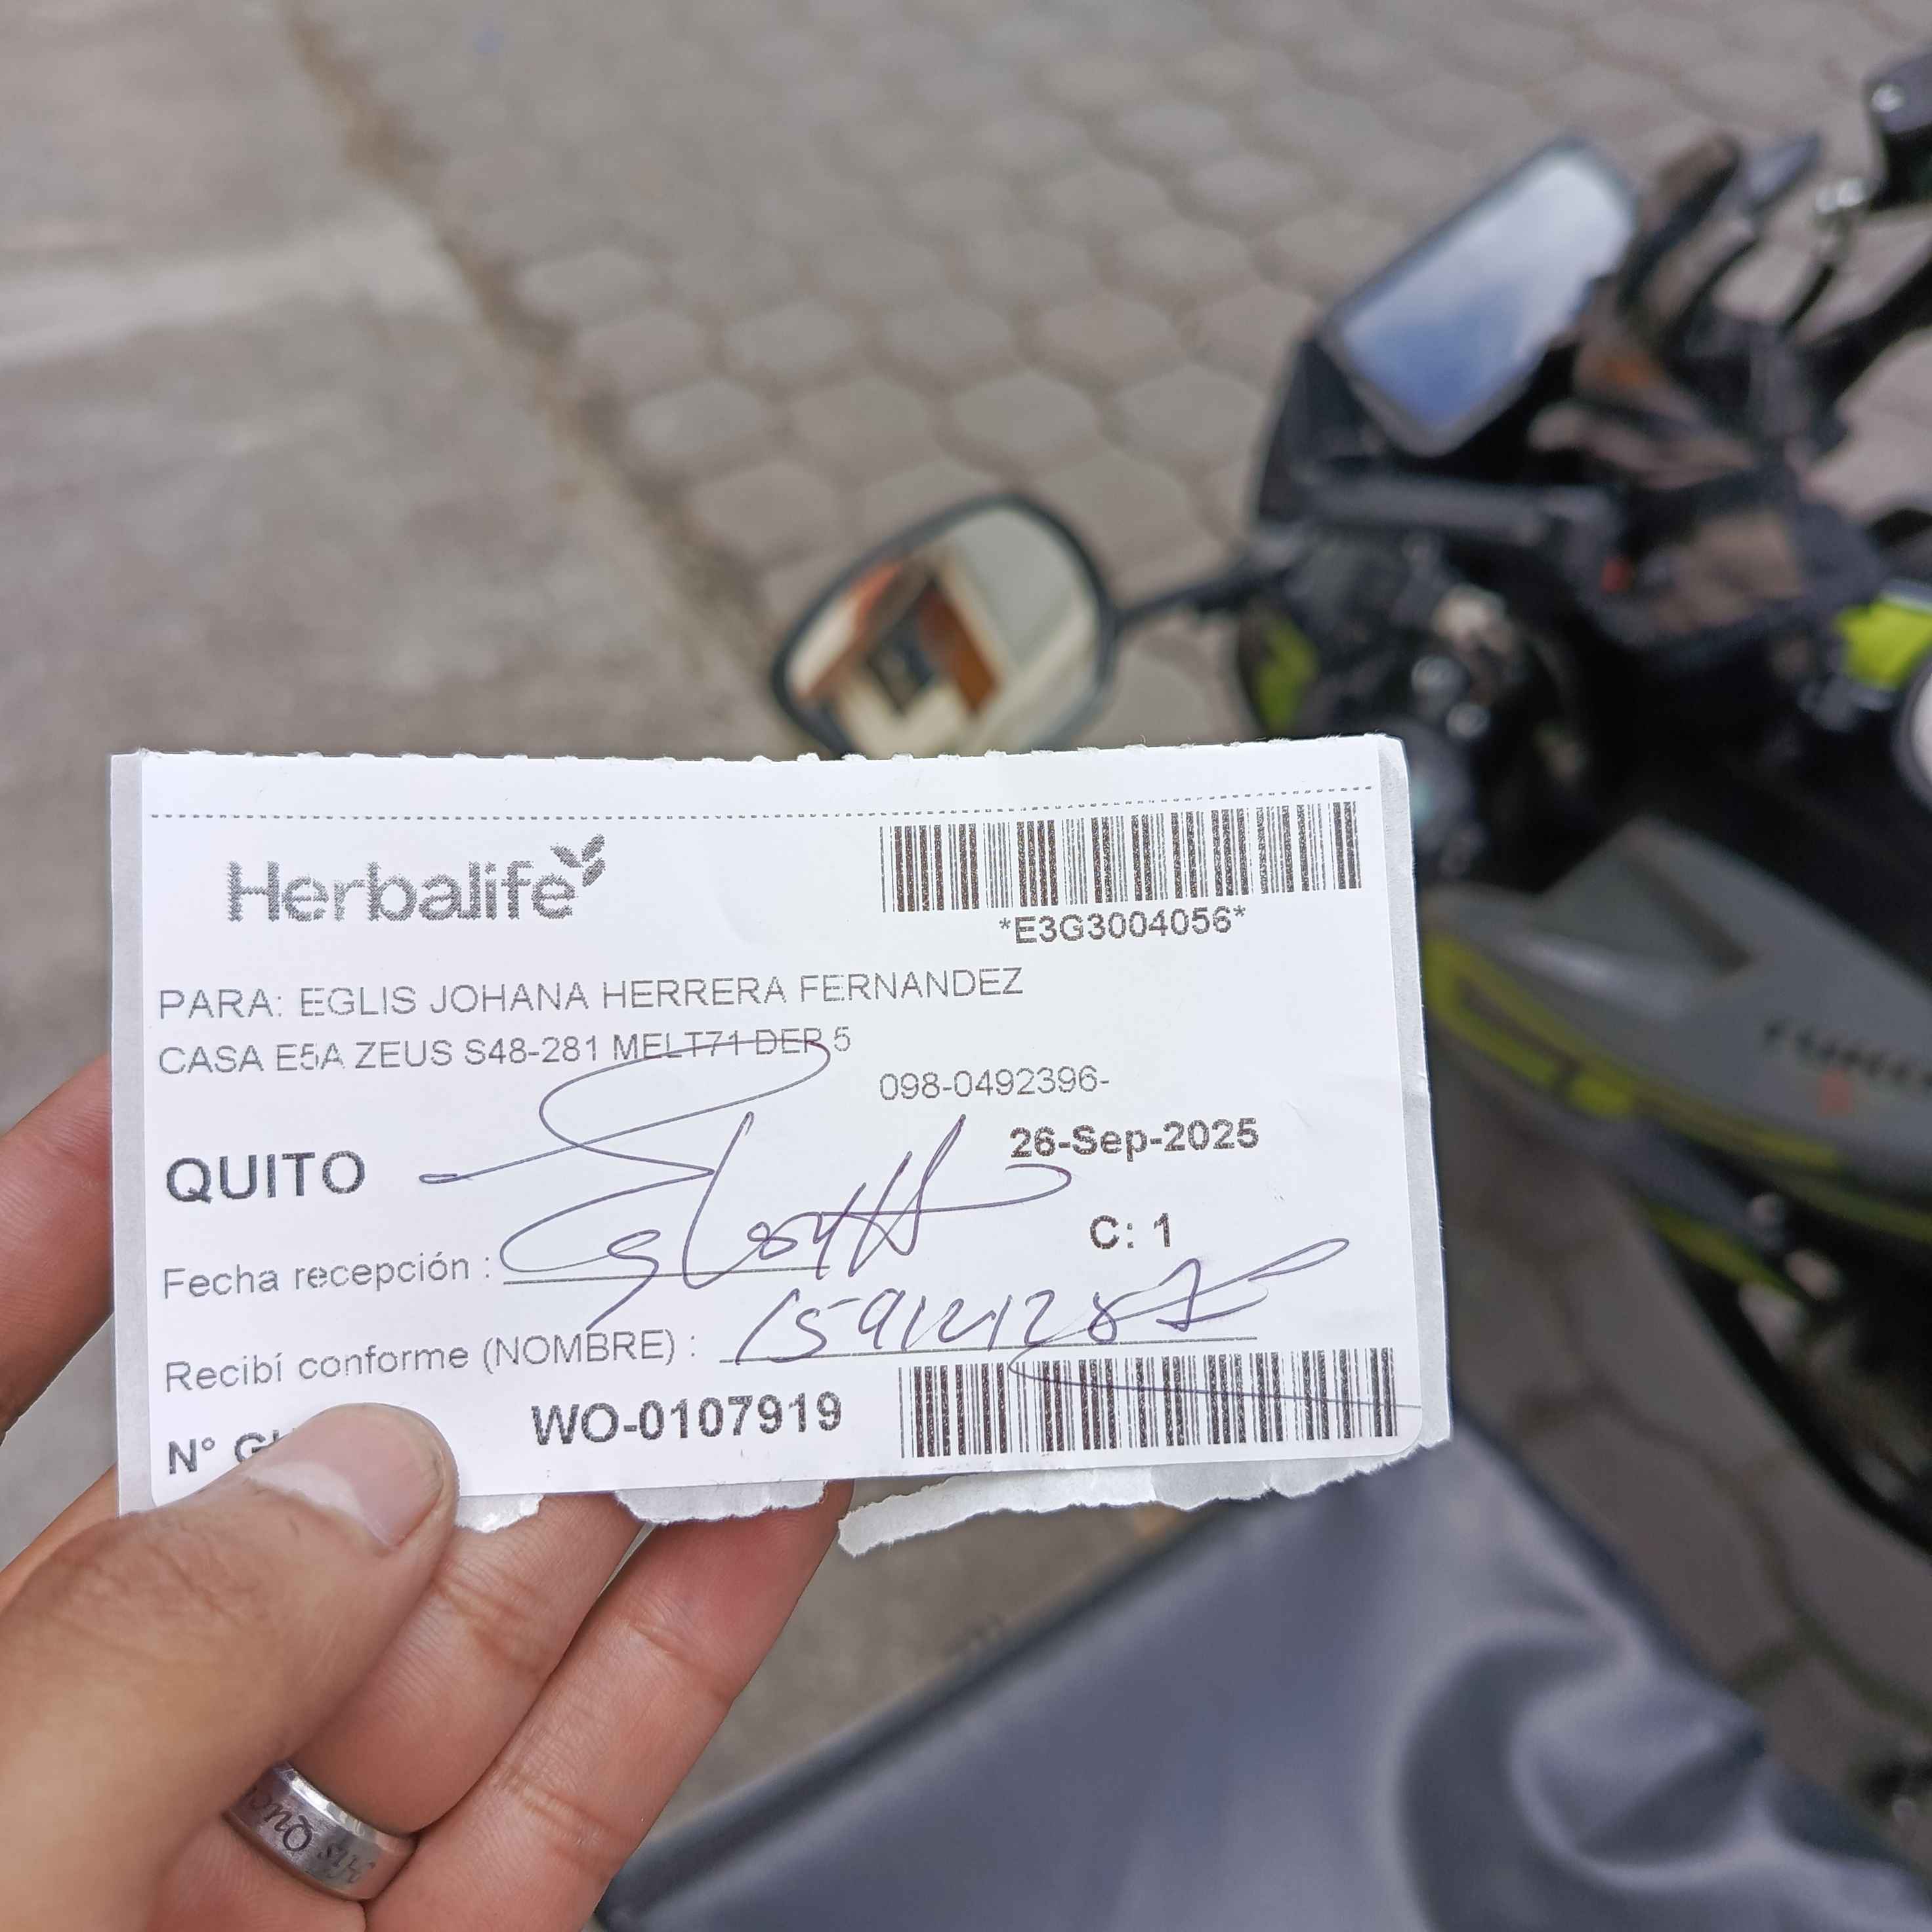 Herbalife
*E3G3004056*
PARA: EGLIS JOHANA HERRERA FERNANDEZ
CASA E5A ZEUS S48-281 MELT71 DER 5
098-0492396-
QUITO
26-Sep-2025
C: 1
Fecha recepción :
Recibí conforme (NOMBRE) :
N°
WO-0107919